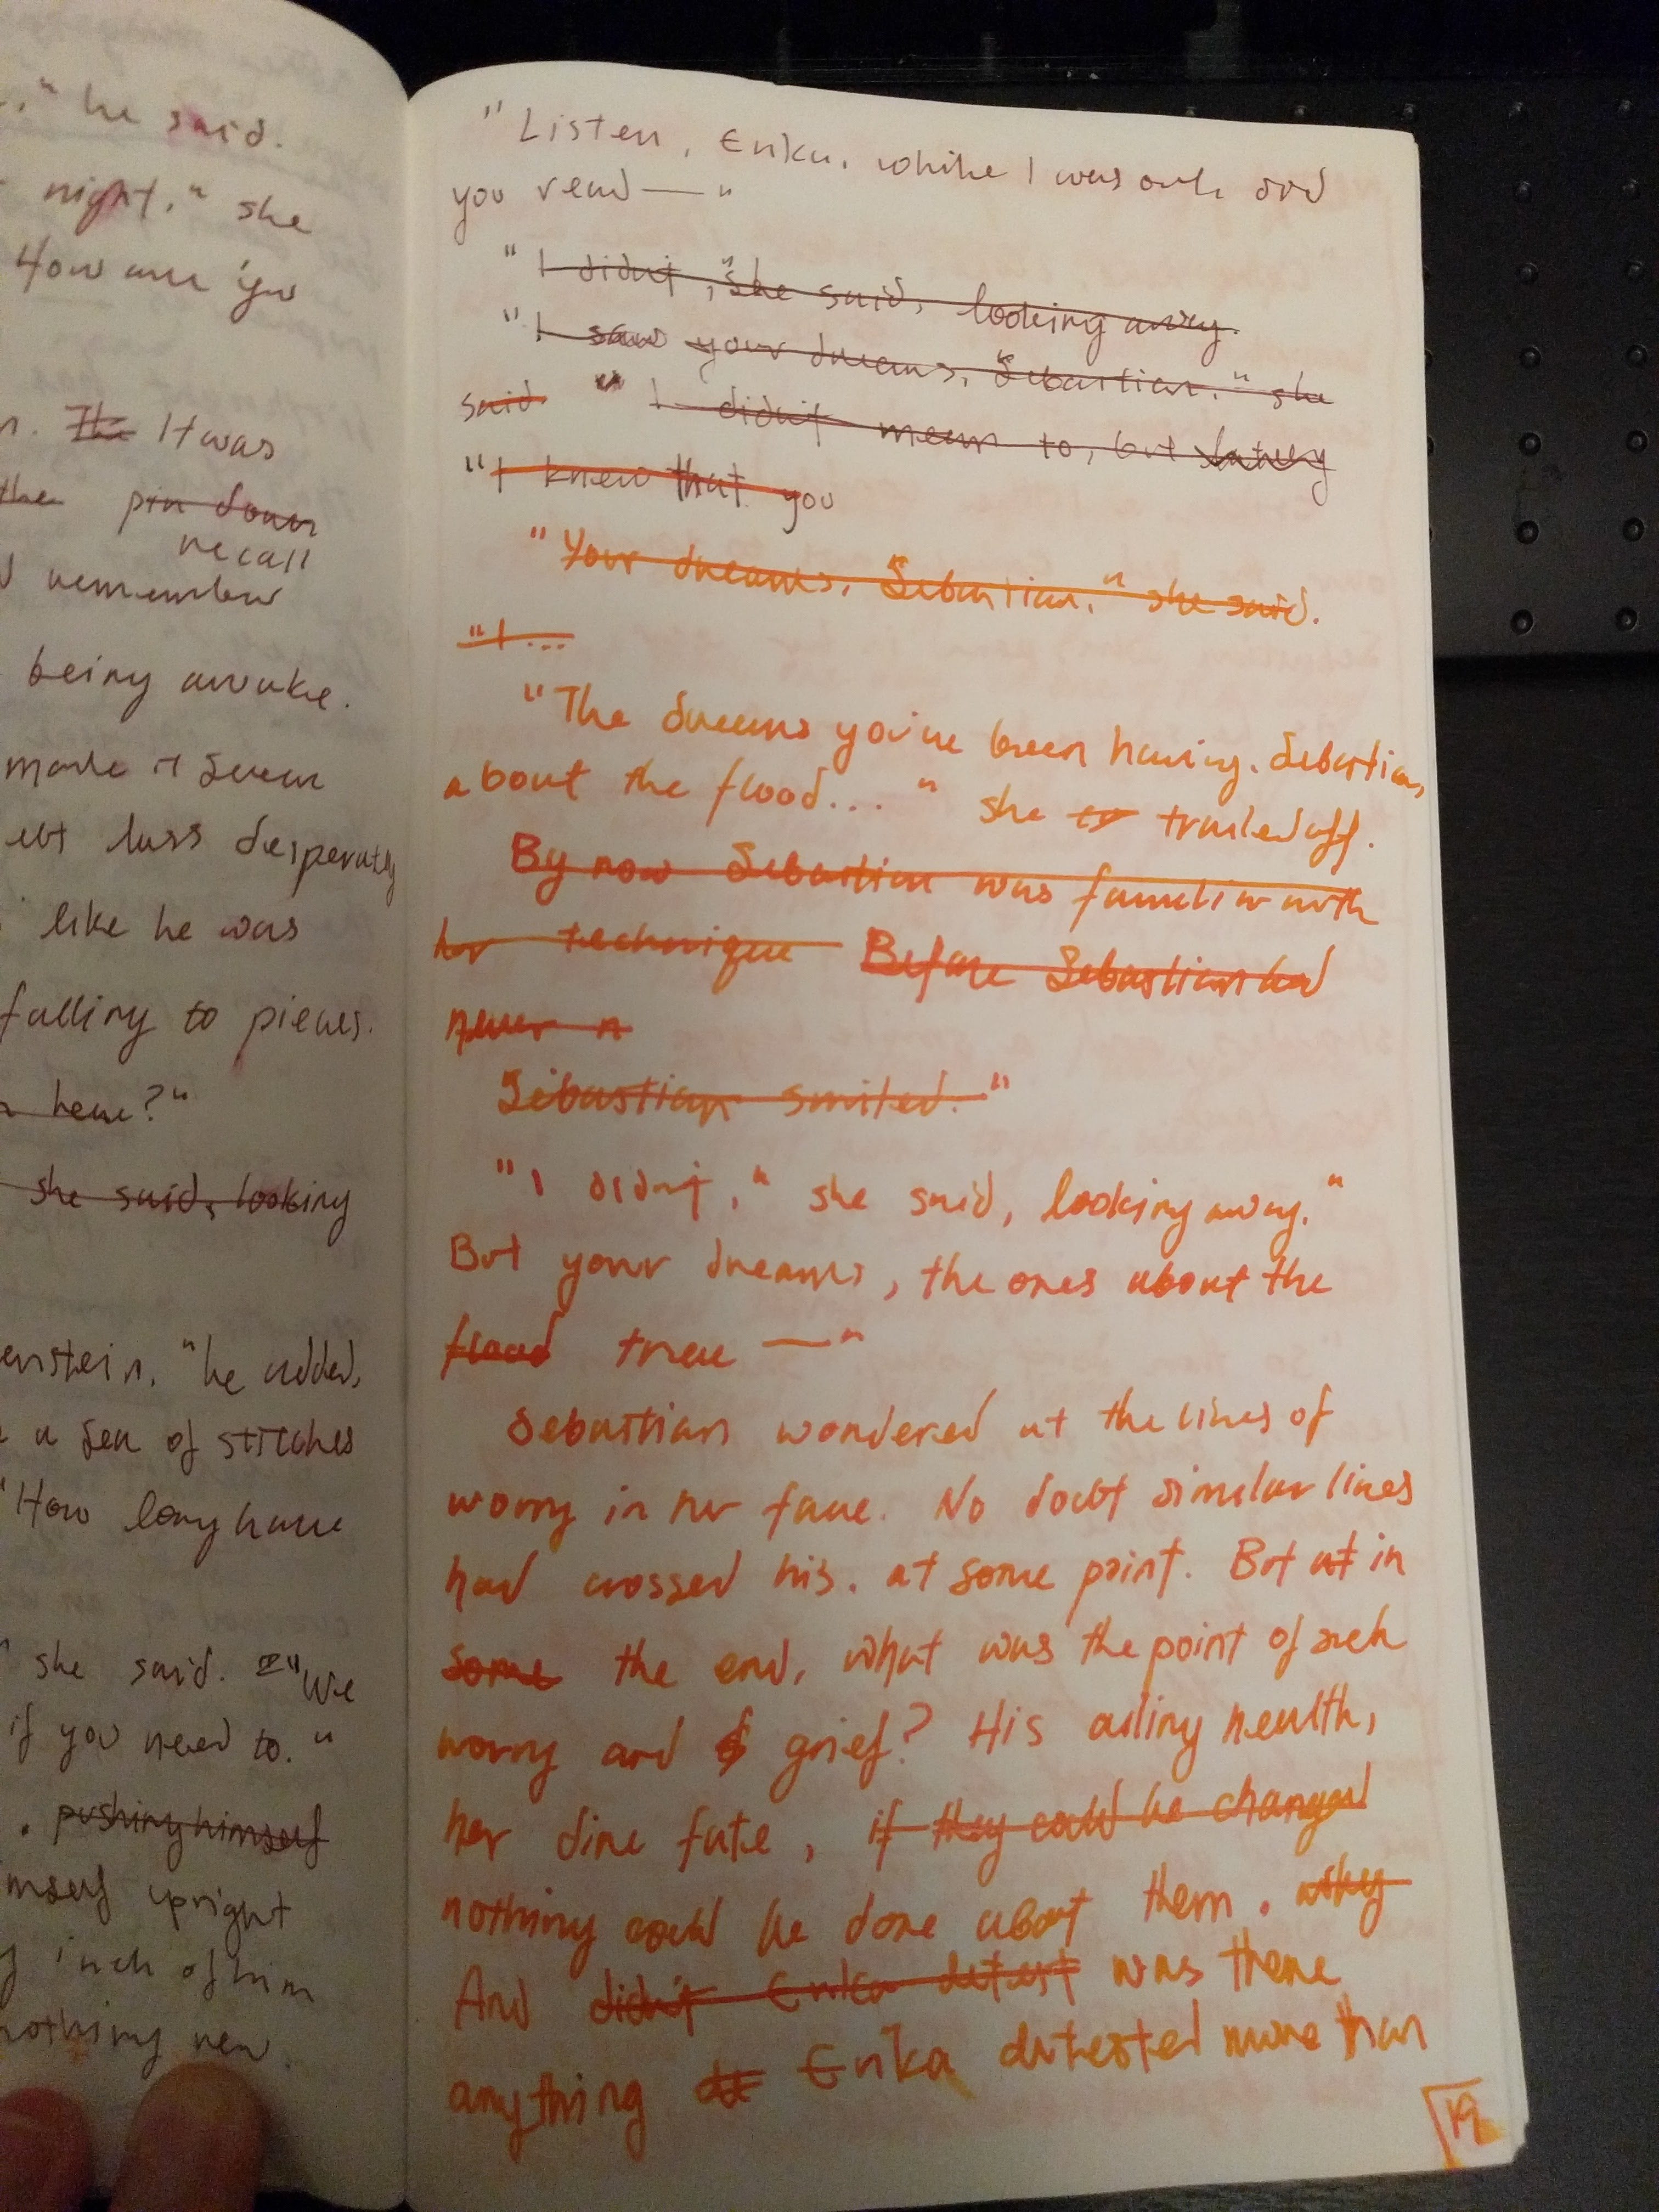 ," he said.
night," she
How are you
n. The It was
the pin down
recall
remember
being awake.
made it seem
less desperately
like he was
falling to pieces.
here?"
she said, looking
enstein," he added,
a sea of stitches
"How long have
she said. "We
if you need to."
. pushing himself
mself upright
inch of him
nothing new.
"Listen, Erika, while I was out did
you read —"
"I didn't," she said, looking away.
"I saw your dreams, Sebastian." she
said. "I didn't mean to, but lately
"I knew that you
"Your dreams, Sebastian," she said.
"I...
"The dreams you've been having, Sebastian,
about the flood..." she trailed off.
By now Sebastian was familiar with
her technique Before Sebastian had
never n
Sebastian smiled."
"I didn't," she said, looking away."
But your dreams, the ones about the
flood tree —"
Sebastian wondered at the lines of
worry in her face. No doubt similar lines
had crossed his. at some point. But at in
some the end, what was the point of such
worry and grief? His ailing health,
her dire fate, if they could be changed
nothing could be done about them. why
And didn't Erika detest was there
anything Erika detested more than
19